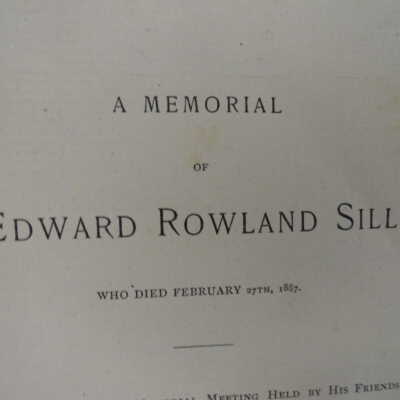 A MEMORIAL
OF
EDWARD ROWLAND SILL
WHO DIED FEBRUARY 27TH, 1887.
MEETING HELD BY HIS FRIENDS